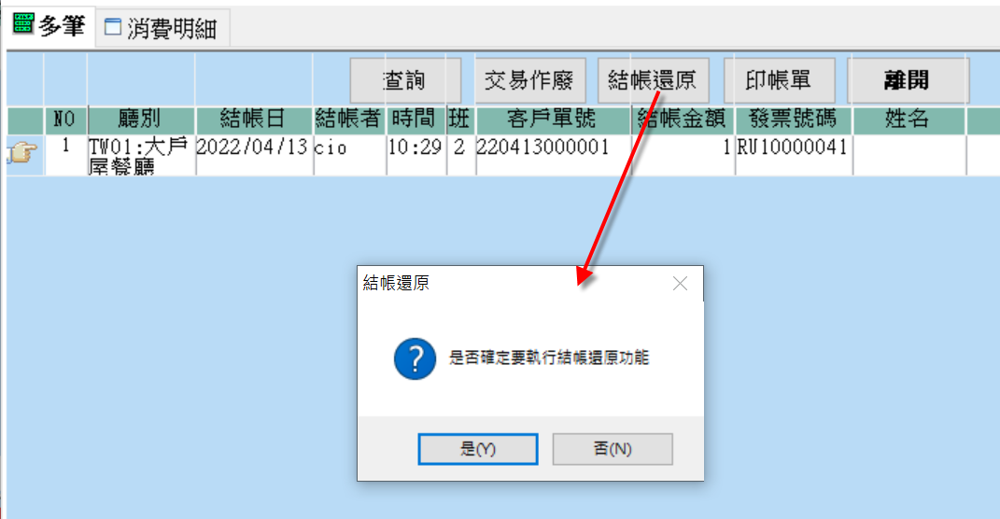 多筆 消費明細
查詢 交易作廢 結帳還原 印帳單 離開
NO 廳別 結帳日 結帳者 時間 班 客戶單號 結帳金額 發票號碼 姓名
1 TW01:大戶 2022/04/13 cio 10:29 2 220413000001 1 RU10000041
屋餐廳
結帳還原
是否確定要執行結帳還原功能
是(Y) 否(N)